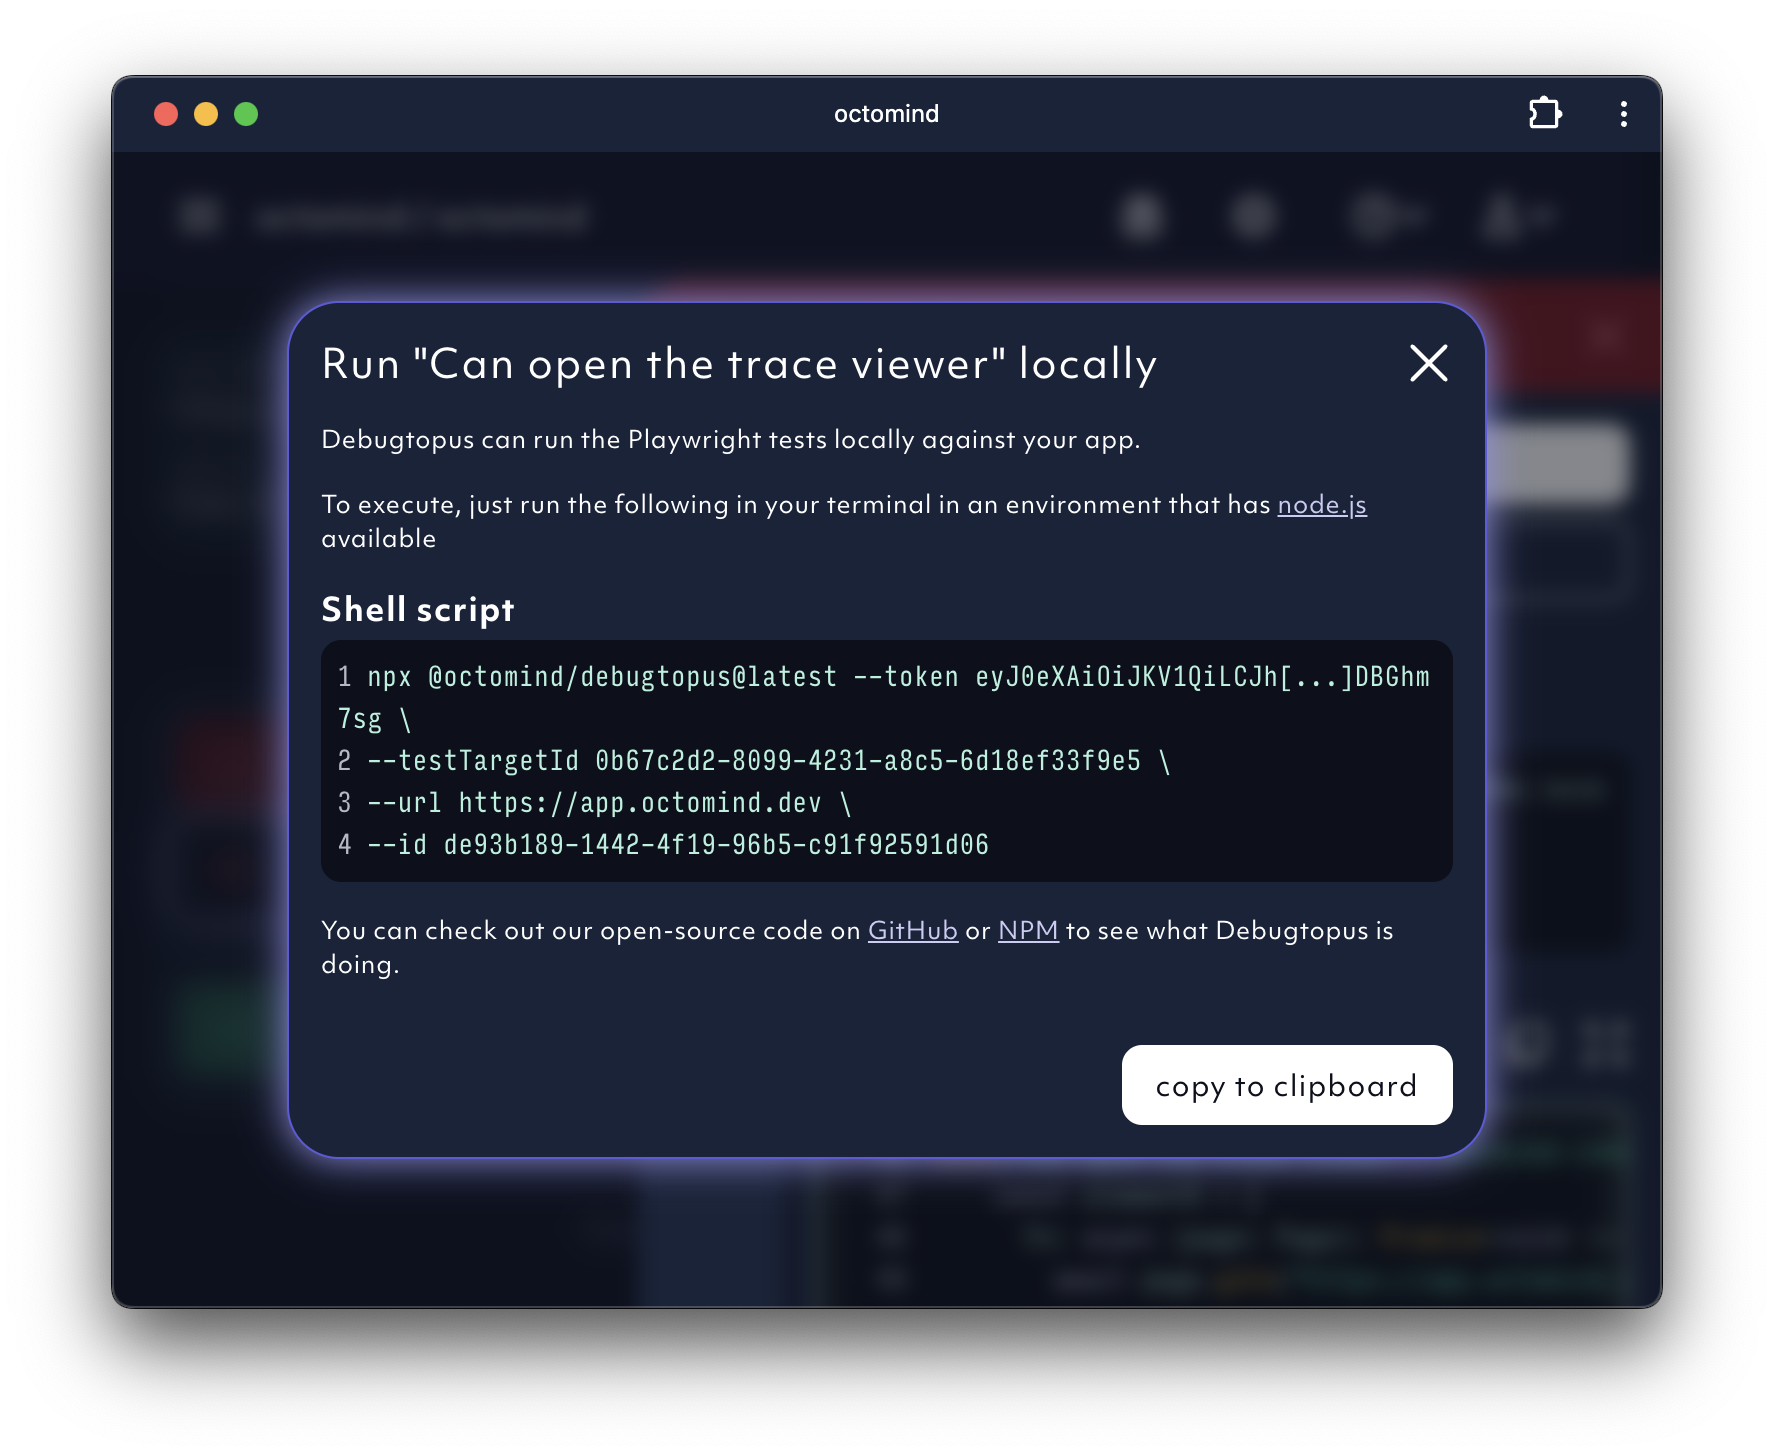 octomind
Run "Can open the trace viewer" locally
Debugtopus can run the Playwright tests locally against your app.
To execute, just run the following in your terminal in an environment that has node.js
available
Shell script
1 npx @octomind/debugtopus@latest --token eyJ0eXAiOiJKV1QiLCJh[...]DBGhm
7sg \
2 --testTargetId 0b67c2d2-8099-4231-a8c5-6d18ef33f9e5 \
3 --url https://app.octomind.dev \
4 --id de93b189-1442-4f19-96b5-c91f92591d06
You can check out our open-source code on GitHub or NPM to see what Debugtopus is
doing.
copy to clipboard